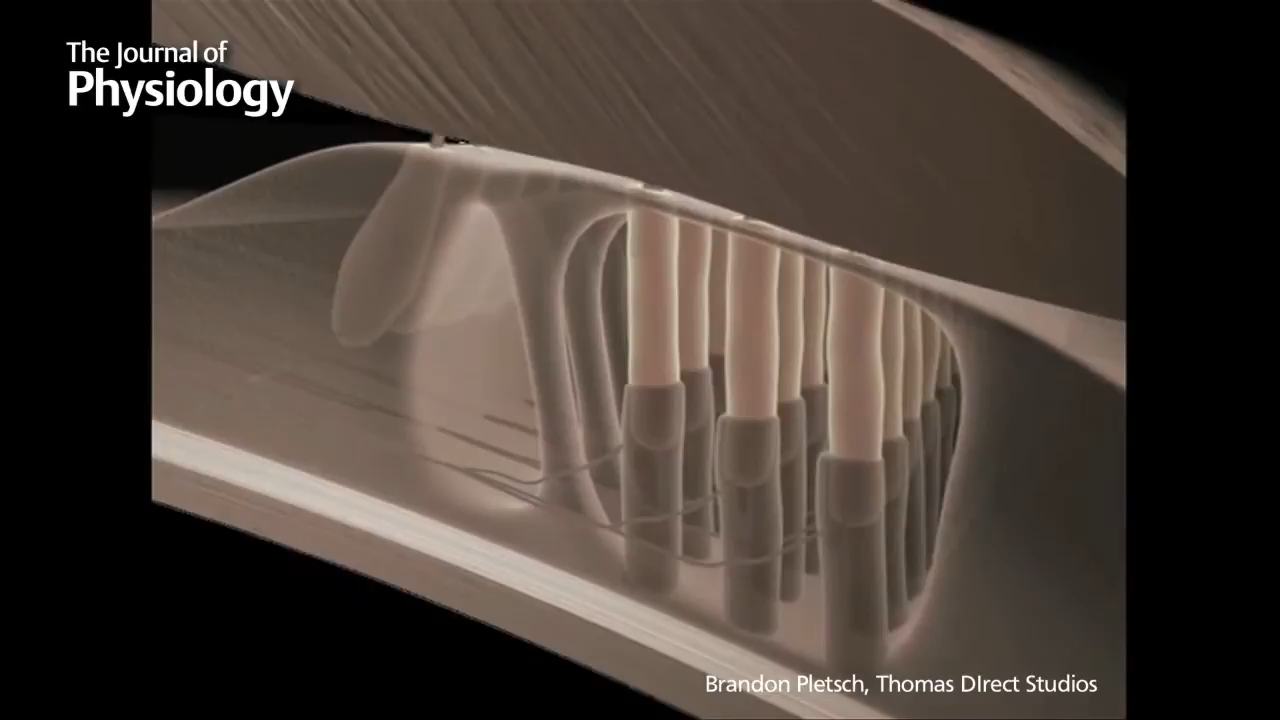 The Journal of
Physiology
Brandon Pletsch, Thomas DIrect Studios